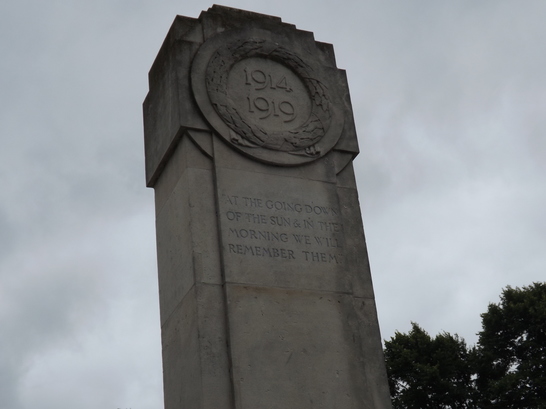 1914
1919
"AT THE GOING DOWN
OF THE SUN & IN THE
MORNING WE WILL
REMEMBER THEM